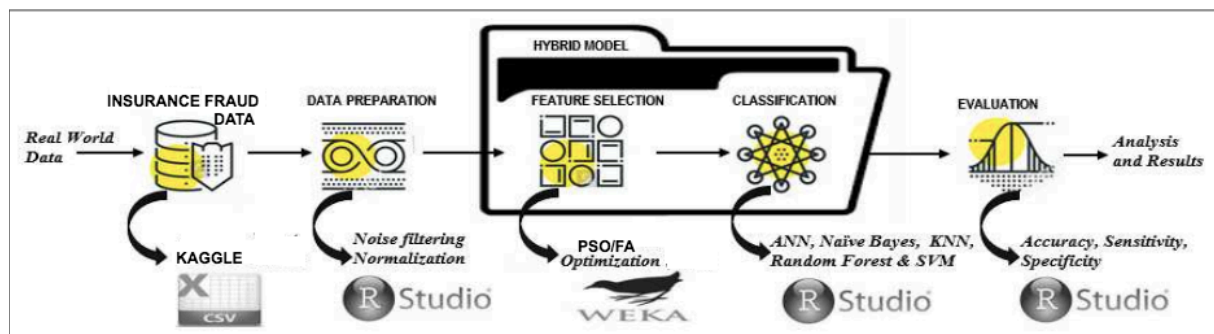 HYBRID MODEL
INSURANCE FRAUD
DATA
DATA PREPARATION
FEATURE SELECTION
CLASSIFICATION
EVALUATION
Real World
Data
Analysis
and Results
KAGGLE
X
CSV
Noise filtering
Normalization
R Studio
PSO/FA
Optimization
WEKA
ANN, Naïve Bayes, KNN,
Random Forest & SVM
R Studio
Accuracy, Sensitivity,
Specificity
R Studio